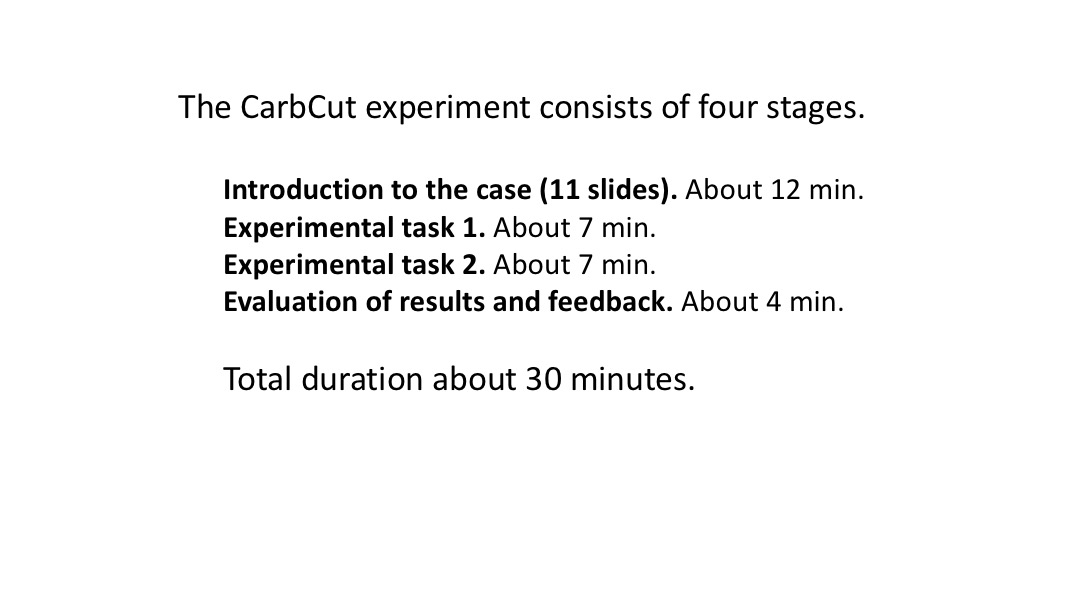 The CarbCut experiment consists of four stages.
Introduction to the case (11 slides). About 12 min.
Experimental task 1. About 7 min.
Experimental task 2. About 7 min.
Evaluation of results and feedback. About 4 min.
Total duration about 30 minutes.